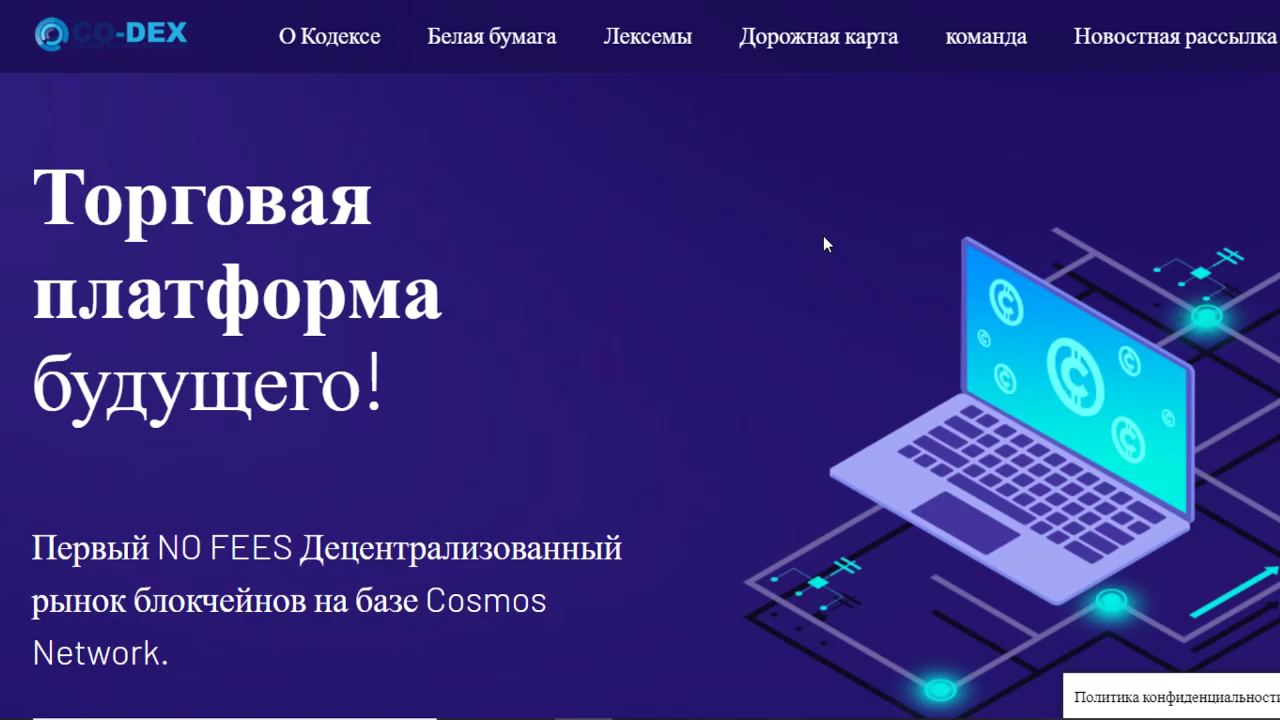 CO-DEX
О Кодексе
Белая бумага
Лексемы
Дорожная карта
команда
Новостная рассылка
Торговая
платформа
будущего!
Первый NO FEES Децентрализованный
рынок блокчейнов на базе Cosmos
Network.
Политика конфиденциальности